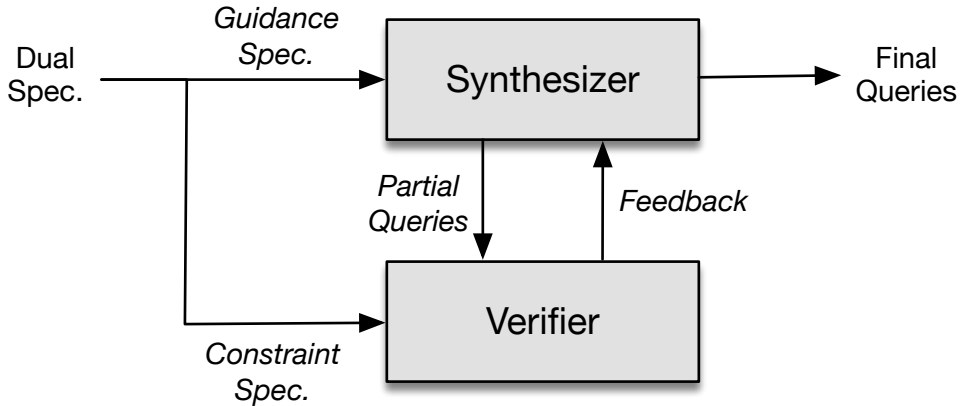 Guidance
Spec.
Dual
Spec.
Synthesizer
Final
Queries
Partial
Queries
Feedback
Verifier
Constraint
Spec.